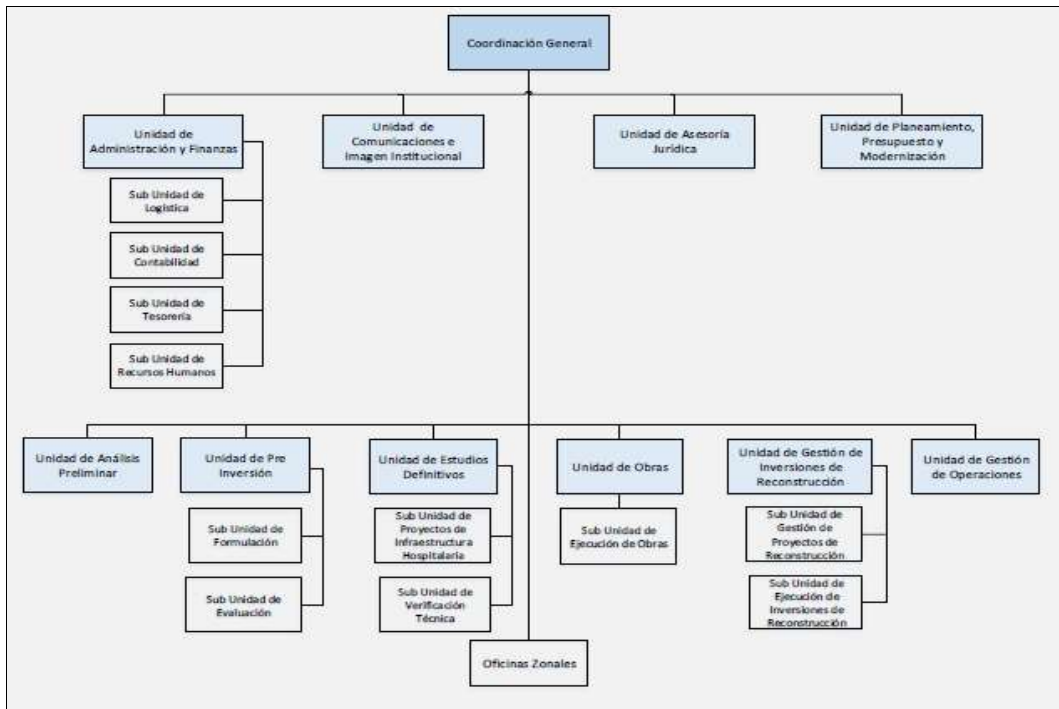 Coordinación General
Unidad de
Administración y Finanzas
Unidad de
Comunicaciones e
Imagen Institucional
Unidad de Asesoría
Jurídica
Unidad de Planeamiento,
Presupuesto y
Modernización
Sub Unidad de
Logística
Sub Unidad de
Contabilidad
Sub Unidad de
Tesorería
Sub Unidad de
Recursos Humanos
Unidad de Análisis
Preliminar
Unidad de Pre
Inversión
Unidad de Estudios
Definitivos
Unidad de Obras
Unidad de Gestión de
Inversiones de
Reconstrucción
Unidad de Gestión
de Operaciones
Sub Unidad de
Formulación
Sub Unidad de
Proyectos de
Infraestructura
Hospitalaria
Sub Unidad de
Ejecución de Obras
Sub Unidad de
Gestión de
Proyectos de
Reconstrucción
Sub Unidad de
Evaluación
Sub Unidad de
Verificación
Técnica
Sub Unidad de
Ejecución de
Inversiones de
Reconstrucción
Oficinas Zonales